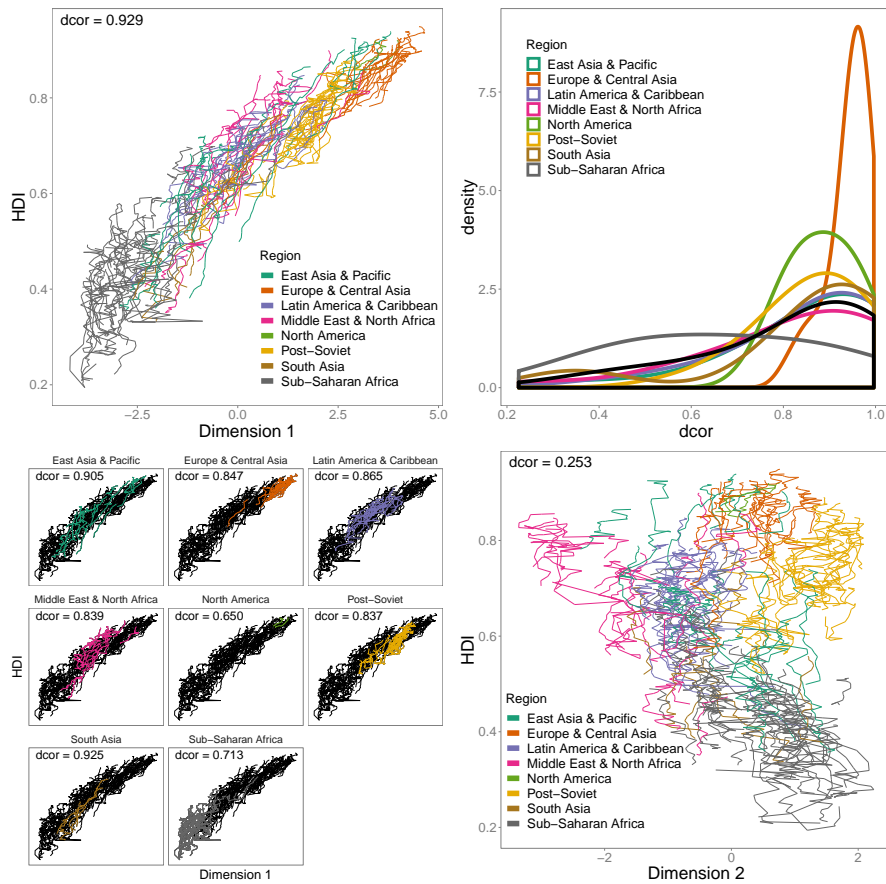 dcor = 0.929
HDI
0.8
0.6
0.4
0.2
Region
East Asia & Pacific
Europe & Central Asia
Latin America & Caribbean
Middle East & North Africa
North America
Post−Soviet
South Asia
Sub−Saharan Africa
−2.5 0.0 2.5 5.0
Dimension 1
density
7.5
5.0
2.5
0.0
Region
East Asia & Pacific
Europe & Central Asia
Latin America & Caribbean
Middle East & North Africa
North America
Post−Soviet
South Asia
Sub−Saharan Africa
0.2 0.4 0.6 0.8 1.0
dcor
East Asia & Pacific Europe & Central Asia Latin America & Caribbean
dcor = 0.905 dcor = 0.847 dcor = 0.865
Middle East & North Africa North America Post−Soviet
dcor = 0.839 dcor = 0.650 dcor = 0.837
HDI
South Asia Sub−Saharan Africa
dcor = 0.925 dcor = 0.713
Dimension 1
dcor = 0.253
HDI
0.8
0.6
0.4
0.2
Region
East Asia & Pacific
Europe & Central Asia
Latin America & Caribbean
Middle East & North Africa
North America
Post−Soviet
South Asia
Sub−Saharan Africa
−2 0 2
Dimension 2